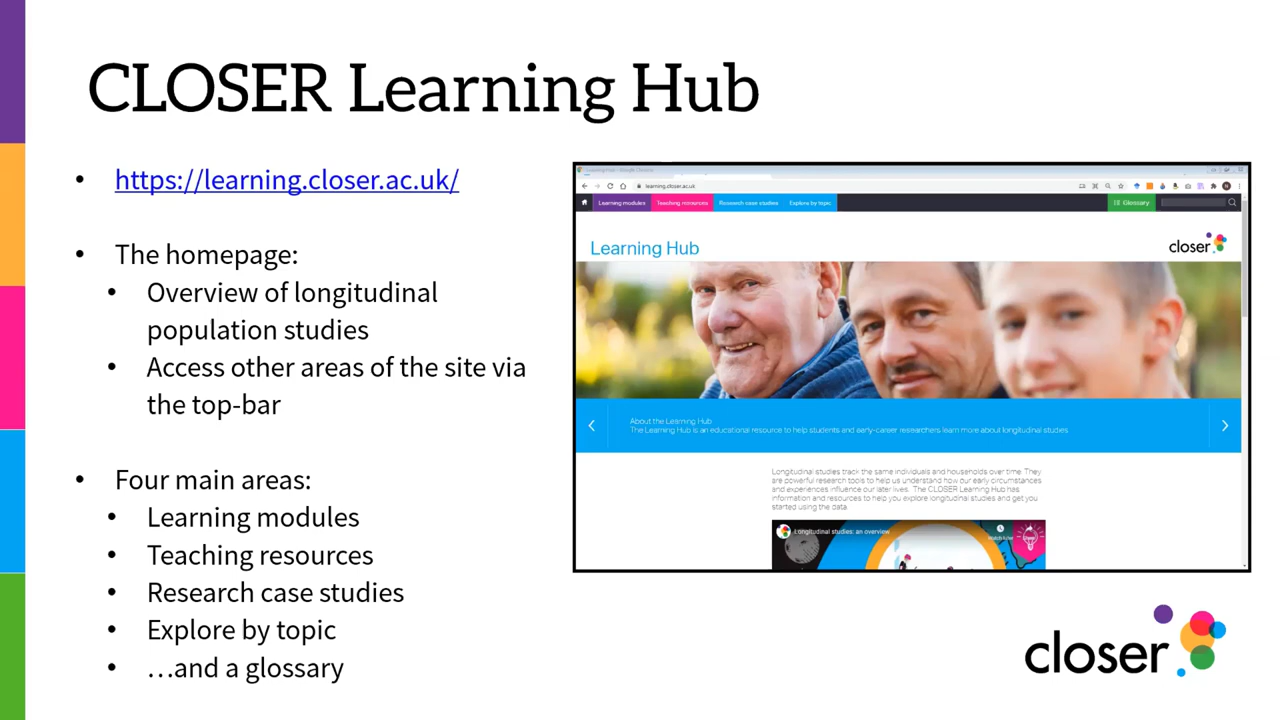 CLOSER Learning Hub
• https://learning.closer.ac.uk/
• The homepage:
• Overview of longitudinal
population studies
• Access other areas of the site via
the top-bar
• Four main areas:
• Learning modules
• Teaching resources
• Research case studies
• Explore by topic
• …and a glossary
learning.closer.ac.uk
Learning modules Teaching resources Research case studies Explore by topic Glossary
Learning Hub
closer
About the Learning Hub
The Learning Hub is an educational resource to help students and early-career researchers learn more about longitudinal studies
Longitudinal studies track the same individuals and households over time. They
are powerful research tools to help us understand how our early circumstances
and experiences influence our later lives. The CLOSER Learning Hub has
information and resources to help you explore longitudinal studies and get you
started using the data.
Longitudinal studies: an overview
closer